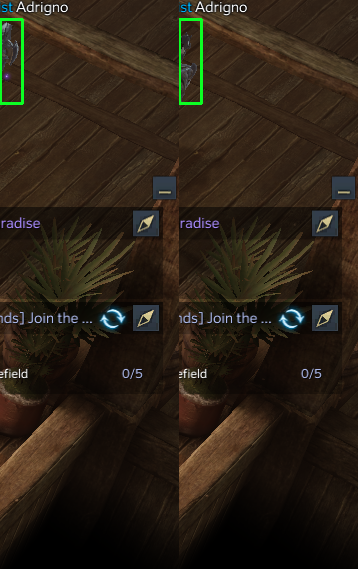 st Adrigno
st Adrigno
radise
radise
nds] Join the ...
nds] Join the ...
efield 0/5
efield 0/5